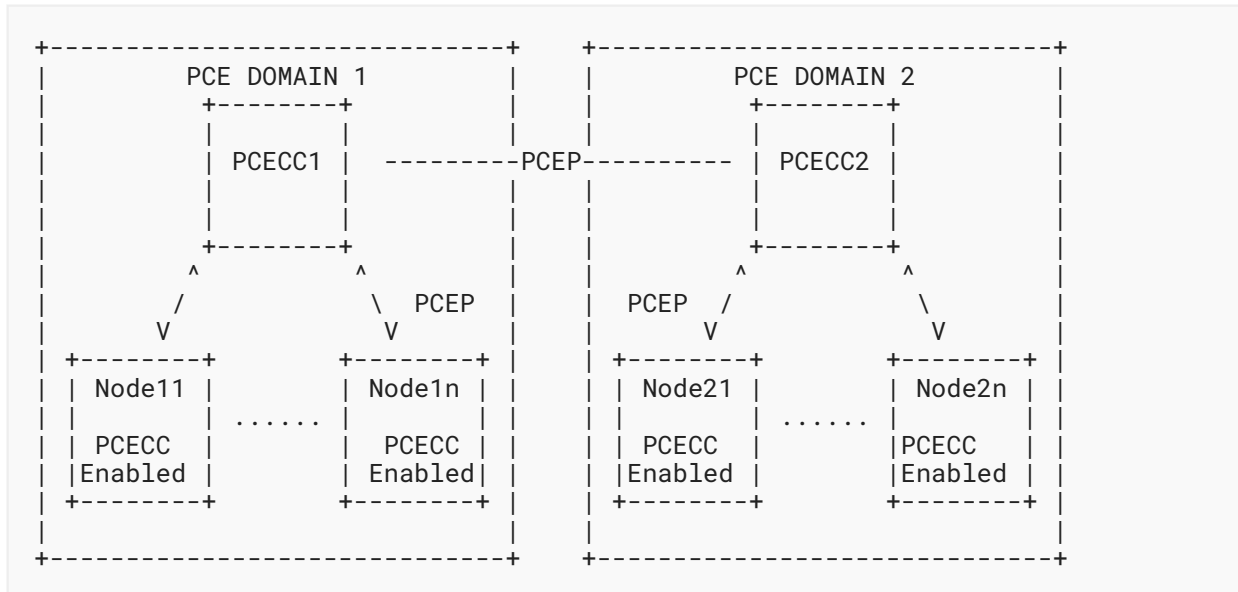 +--------------------------------+    +--------------------------------+
|         PCE DOMAIN 1           |    |         PCE DOMAIN 2           |
|           +--------+           |    |           +--------+           |
|           |        |           |    |           |        |           |
|           | PCECC1 |  ---------PCEP---------- | PCECC2 |           |
|           |        |           |    |           |        |           |
|           |        |           |    |           |        |           |
|           +--------+           |    |           +--------+           |
|          ^          ^          |    |          ^          ^          |
|         /            \  PCEP   |    |  PCEP  /            \          |
|        V              V        |    |        V              V        |
| +--------+         +--------+ |    | +--------+         +--------+ |
| | Node11 |         | Node1n | |    | | Node21 |         | Node2n | |
| |        | ...... |        | |    | |        | ...... |        | |
| | PCECC  |         |  PCECC | |    | | PCECC  |         |PCECC   | |
| |Enabled |         | Enabled| |    | |Enabled |         |Enabled | |
| +--------+         +--------+ |    | +--------+         +--------+ |
|                                |    |                                |
+--------------------------------+    +--------------------------------+